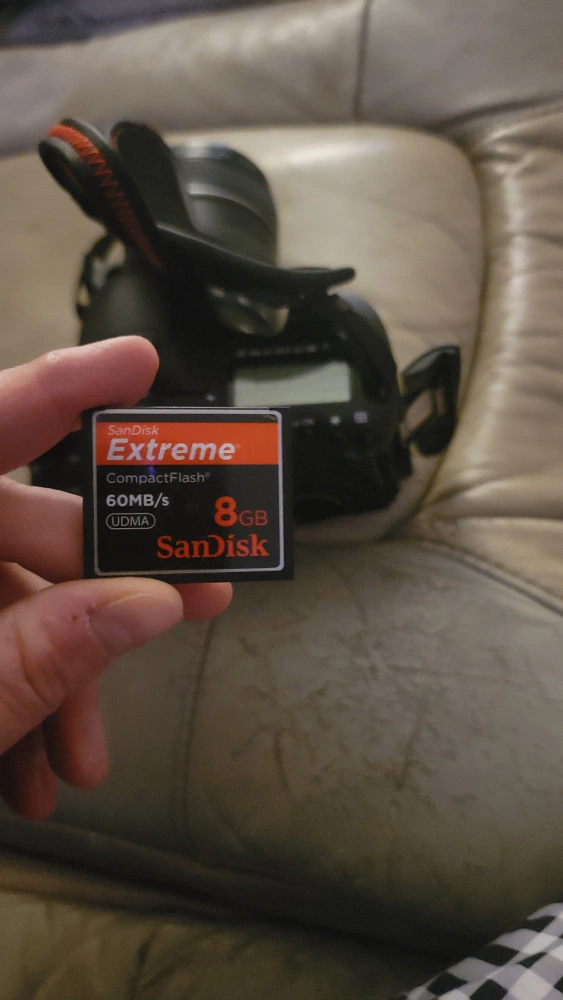 SanDisk
Extreme®
CompactFlash®
60MB/s
UDMA
8GB
SanDisk